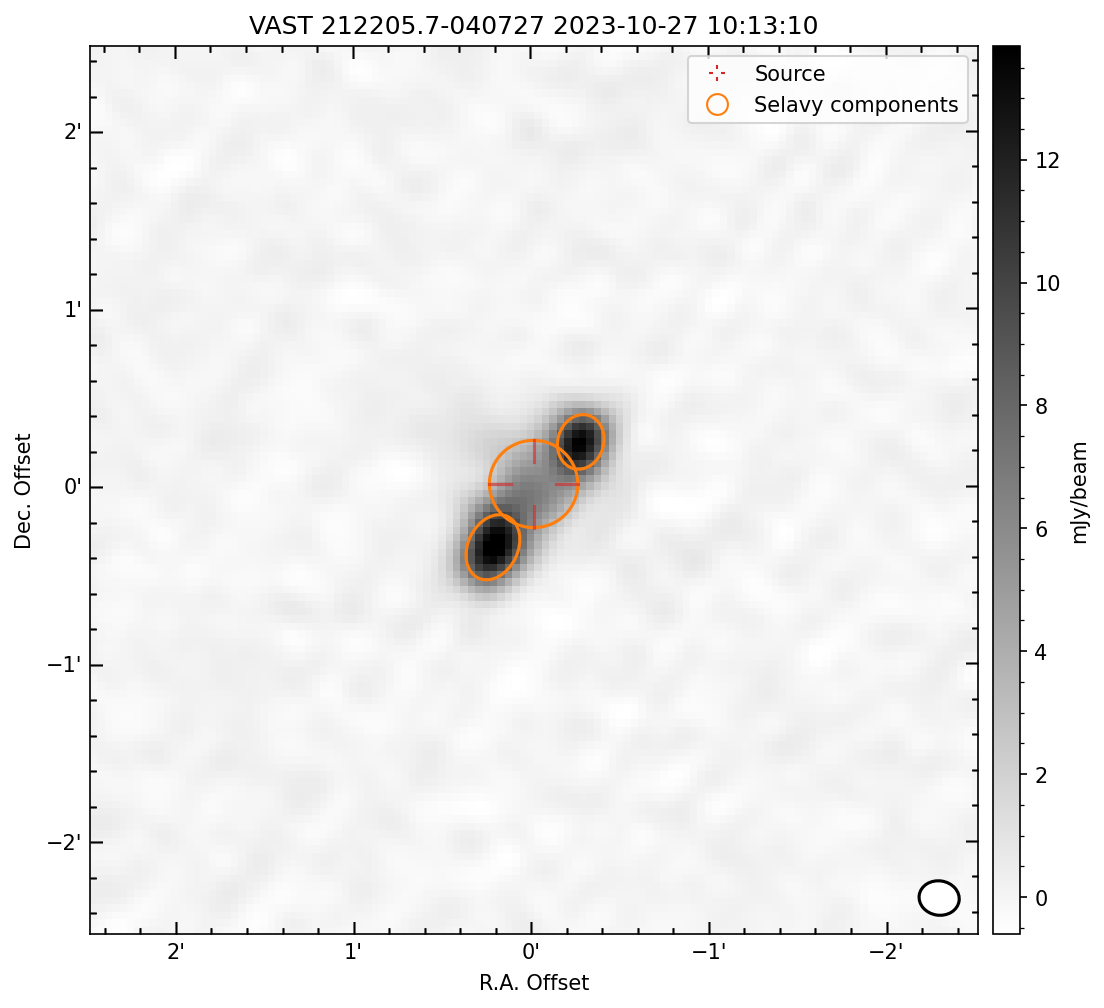 VAST 212205.7-040727 2023-10-27 10:13:10
Source
Selavy components
2'
1'
0'
−1'
−2'
Dec. Offset
2'
1'
0'
−1'
−2'
R.A. Offset
12
10
8
6
4
2
0
mJy/beam